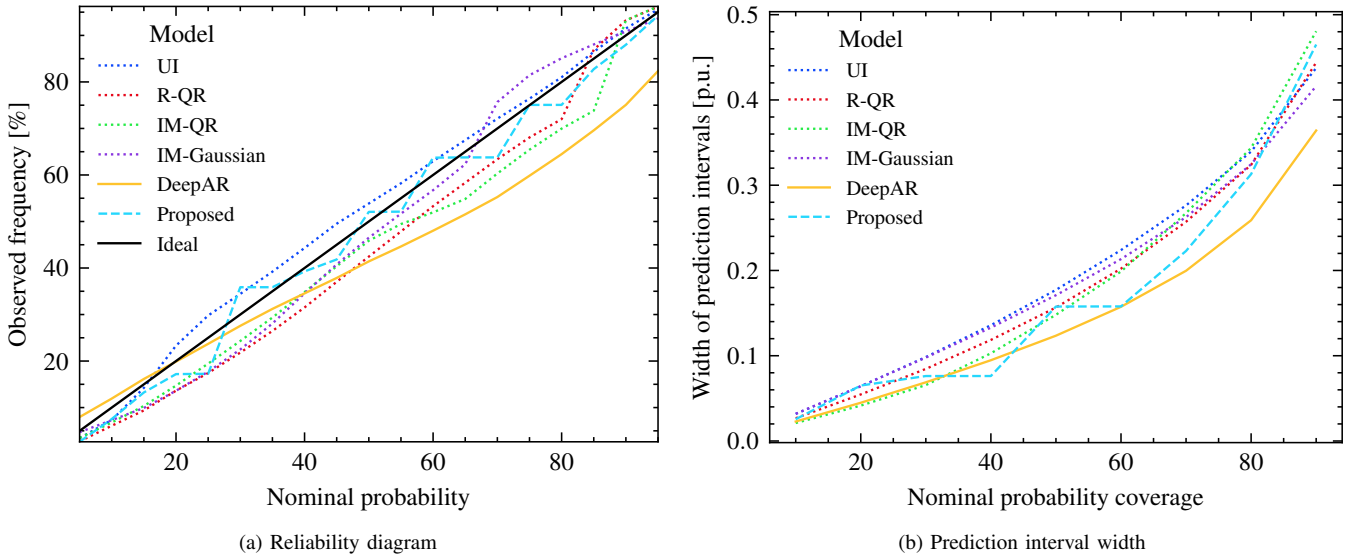 Model
UI
R-QR
IM-QR
IM-Gaussian
DeepAR
Proposed
Ideal
Observed frequency [%]
80
60
40
20
20 40 60 80
Nominal probability
(a) Reliability diagram
Model
UI
R-QR
IM-QR
IM-Gaussian
DeepAR
Proposed
Width of prediction intervals [p.u.]
0.5
0.4
0.3
0.2
0.1
0.0
20 40 60 80
Nominal probability coverage
(b) Prediction interval width